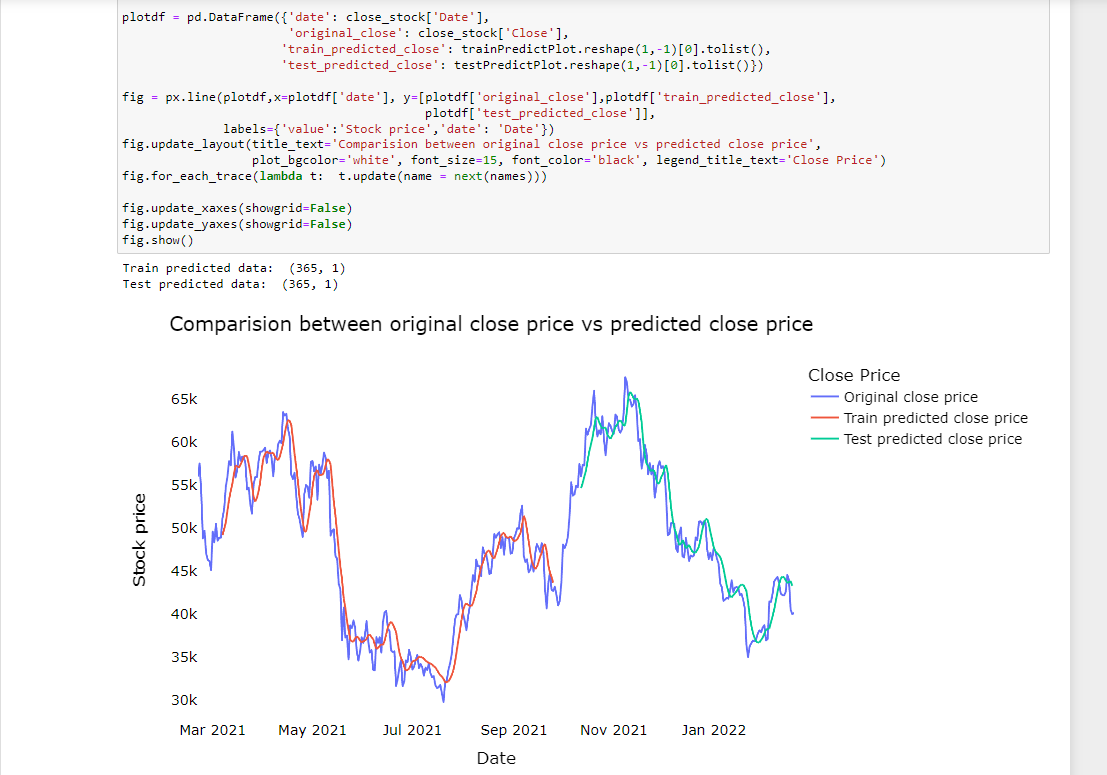 plotdf = pd.DataFrame({'date': close_stock['Date'],
'original_close': close_stock['Close'],
'train_predicted_close': trainPredictPlot.reshape(1,-1)[0].tolist(),
'test_predicted_close': testPredictPlot.reshape(1,-1)[0].tolist()})
fig = px.line(plotdf,x=plotdf['date'], y=[plotdf['original_close'],plotdf['train_predicted_close'],
plotdf['test_predicted_close']],
labels={'value':'Stock price','date': 'Date'})
fig.update_layout(title_text='Comparision between original close price vs predicted close price',
plot_bgcolor='white', font_size=15, font_color='black', legend_title_text='Close Price')
fig.for_each_trace(lambda t:  t.update(name = next(names)))
fig.update_xaxes(showgrid=False)
fig.update_yaxes(showgrid=False)
fig.show()
Train predicted data:  (365, 1)
Test predicted data:  (365, 1)
Comparision between original close price vs predicted close price
Close Price
Original close price
Train predicted close price
Test predicted close price
Stock price
65k
60k
55k
50k
45k
40k
35k
30k
Mar 2021 May 2021 Jul 2021 Sep 2021 Nov 2021 Jan 2022
Date